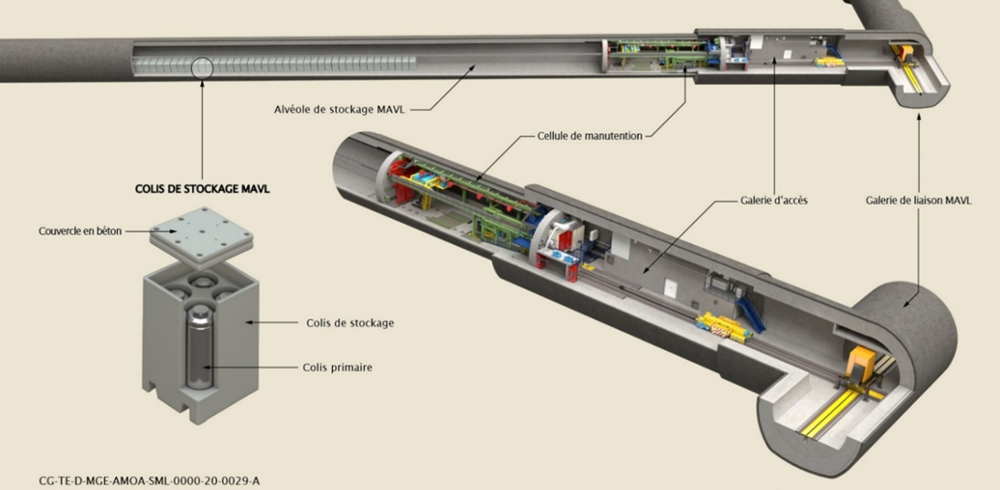 Alvéole de stockage MAVL
Cellule de manutention
COLIS DE STOCKAGE MAVL
Galerie d'accès
Galerie de liaison MAVL
Couvercle en béton
Colis de stockage
Colis primaire
CG-TE-D-MGE-AMOA-SML-0000-20-0029-A